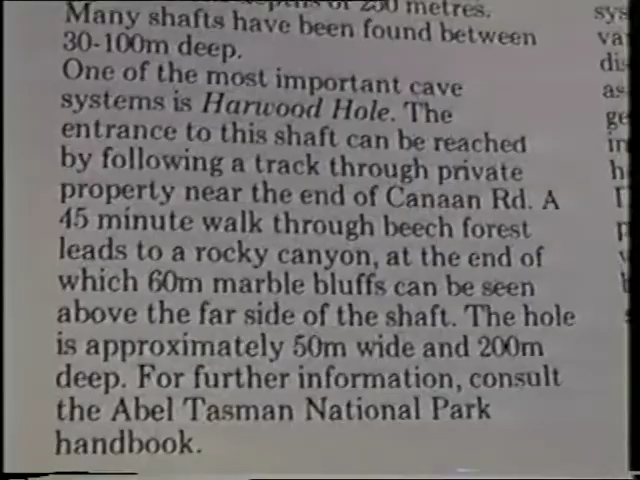 of 250 metres.
Many shafts have been found between
30-100m deep.
One of the most important cave
systems is Harwood Hole. The
entrance to this shaft can be reached
by following a track through private
property near the end of Canaan Rd. A
45 minute walk through beech forest
leads to a rocky canyon, at the end of
which 60m marble bluffs can be seen
above the far side of the shaft. The hole
is approximately 50m wide and 200m
deep. For further information, consult
the Abel Tasman National Park
handbook.